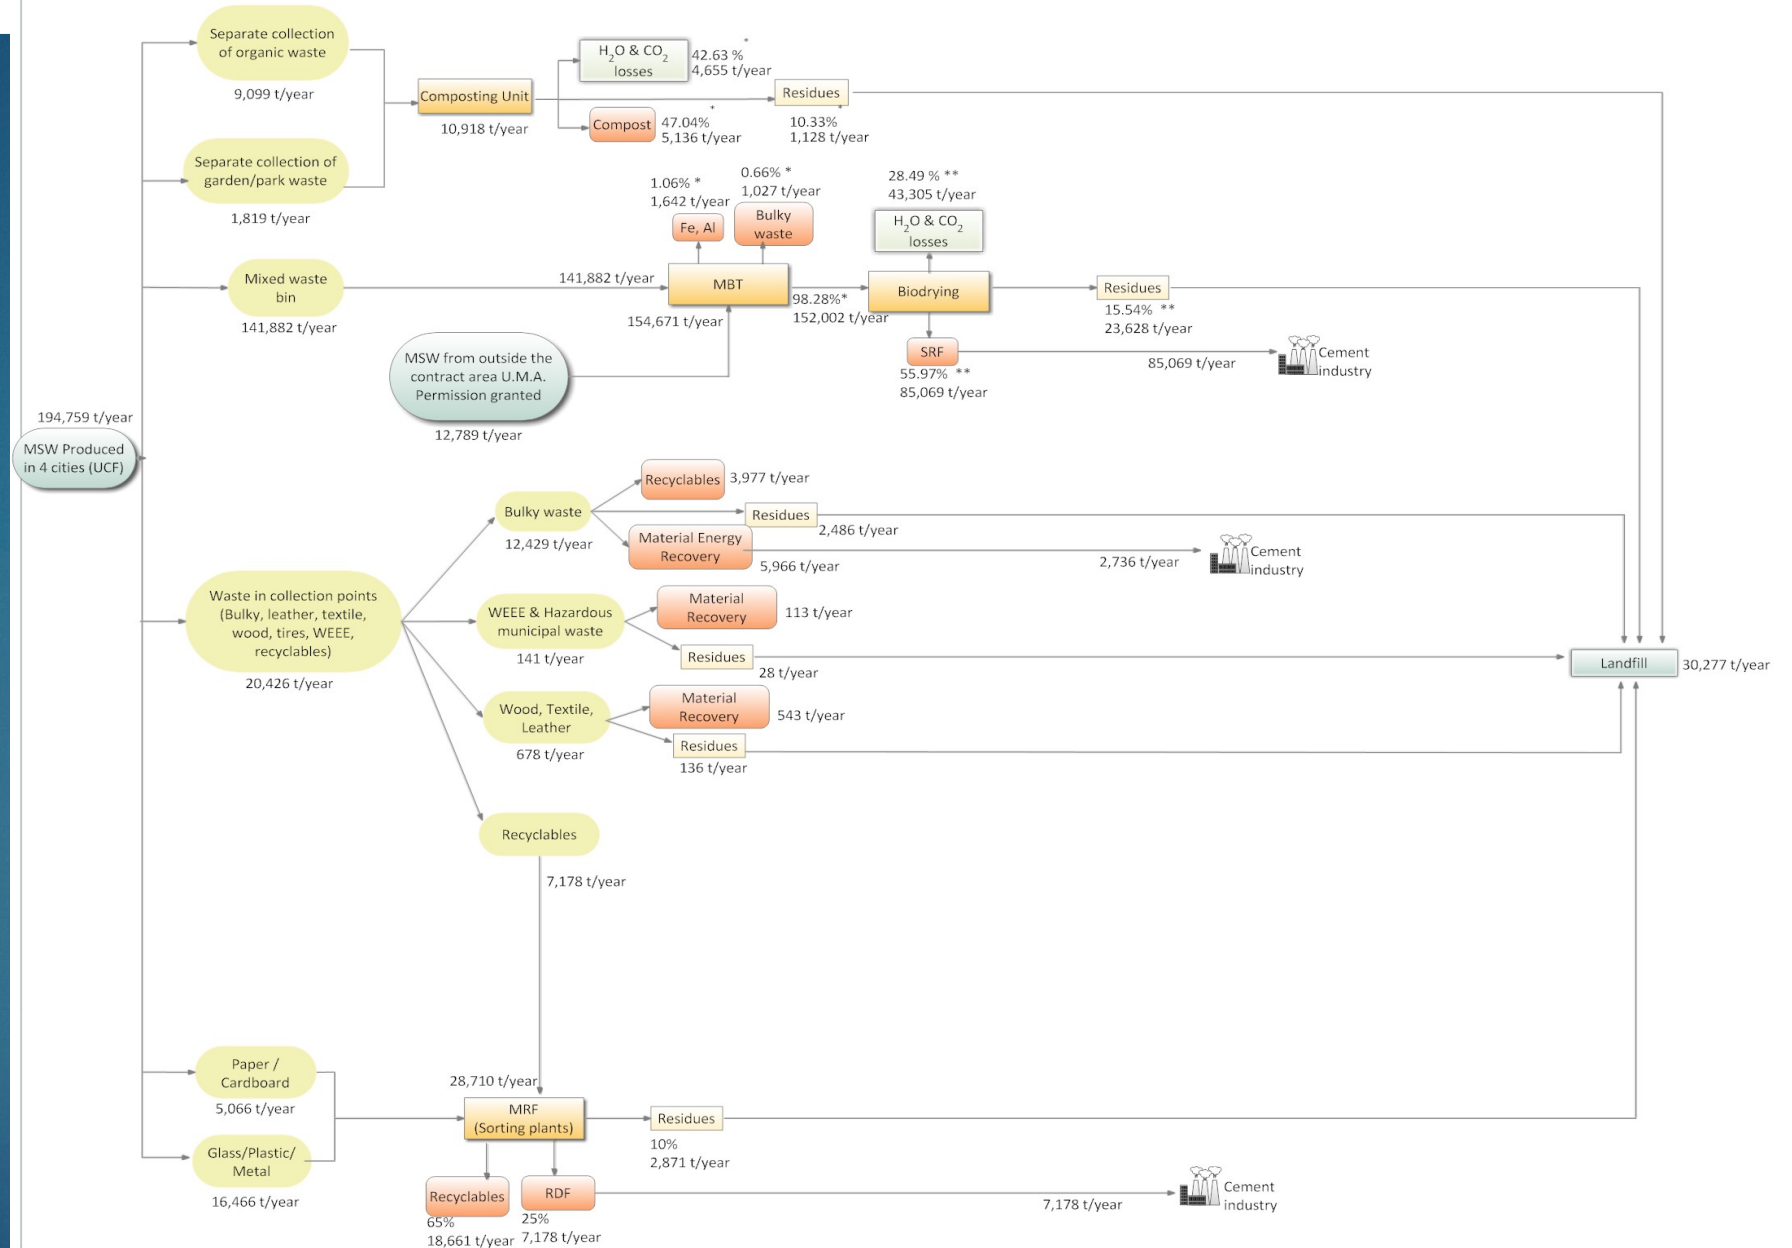 Separate collection
of organic waste
9,099 t/year
Separate collection of
garden/park waste
1,819 t/year
Composting Unit
10,918 t/year
H2O & CO2
losses
42.63 % *
4,655 t/year
Compost
47.04% *
5,136 t/year
Residues
10.33% *
1,128 t/year
Mixed waste
bin
141,882 t/year
141,882 t/year
1.06% *
1,642 t/year
Fe, Al
0.66% *
1,027 t/year
Bulky
waste
MBT
154,671 t/year
98.28%*
152,002 t/year
28.49 % **
43,305 t/year
H2O & CO2
losses
Biodrying
Residues
15.54% **
23,628 t/year
SRF
55.97% **
85,069 t/year
85,069 t/year
Cement
industry
MSW from outside the
contract area U.M.A.
Permission granted
12,789 t/year
194,759 t/year
MSW Produced
in 4 cities (UCF)
Waste in collection points
(Bulky, leather, textile,
wood, tires, WEEE,
recyclables)
20,426 t/year
Bulky waste
12,429 t/year
Recyclables
3,977 t/year
Residues
2,486 t/year
Material Energy
Recovery
5,966 t/year
2,736 t/year
Cement
industry
WEEE & Hazardous
municipal waste
141 t/year
Material
Recovery
113 t/year
Residues
28 t/year
Wood, Textile,
Leather
678 t/year
Material
Recovery
543 t/year
Residues
136 t/year
Landfill
30,277 t/year
Recyclables
7,178 t/year
Paper /
Cardboard
5,066 t/year
Glass/Plastic/
Metal
16,466 t/year
28,710 t/year
MRF
(Sorting plants)
Residues
10%
2,871 t/year
Recyclables
65%
18,661 t/year
RDF
25%
7,178 t/year
7,178 t/year
Cement
industry